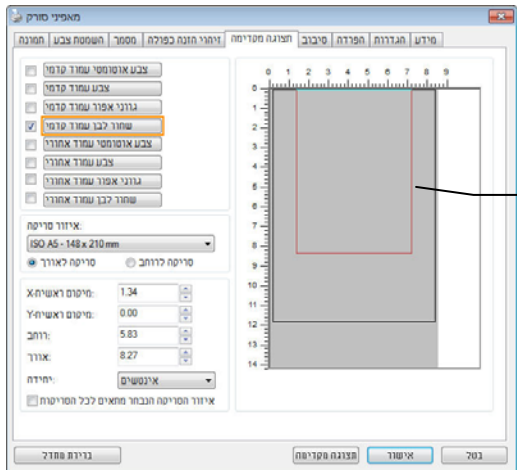 מאפיני סורק
תמונה
השמטת צבע
מסמך
זיהוי הזנה כפולה
תצוגה מקדימה
סיבוב
הפרדה
הגדרות
מידע
צבע אוטומטי עמוד קדמי
צבע עמוד קדמי
גרוני אפור עמוד קדמי
שחור לבן עמוד קדמי
צבע אוטומטי עמוד אחורי
צבע עמוד אחורי
גרוני אפור עמוד אחורי
שחור לבן עמוד אחורי
איזור סריקה:
ISO A5 - 148 x 210 mm
סריקה לאורך
סריקה לרוחב
מיקום ראשית-X:
1.34
מיקום ראשית-Y:
0.00
רוחב:
5.83
אורך:
8.27
יחידה:
אינטשים
איזור הסריקה הנבחר מתאים לכל הסריקות
0 1 2 3 4 5 6 7 8 9
0
1
2
3
4
5
6
7
8
9
10
11
12
13
14
ברירת מחדל
תצוגה מקדימה
אישור
בטל